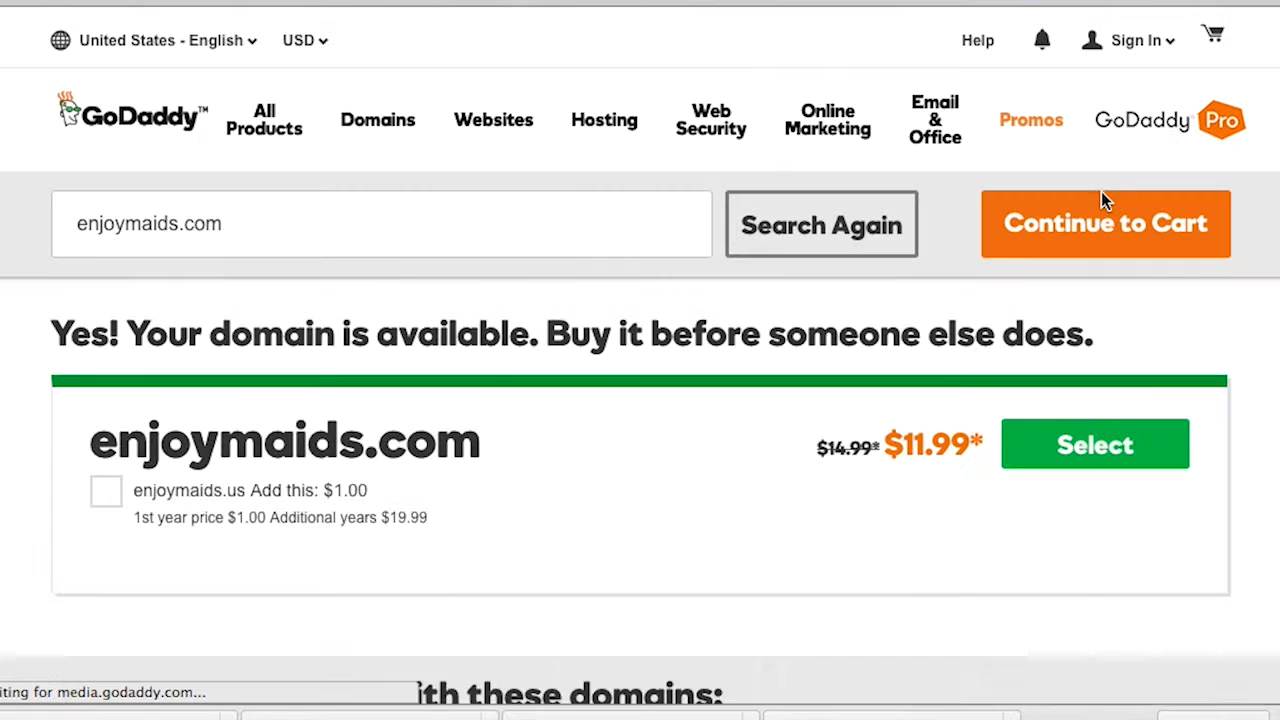 United States - English USD Help Sign In
GoDaddy™ All Products Domains Websites Hosting Web Security Online Marketing Email & Office Promos GoDaddy Pro
enjoymaids.com Search Again Continue to Cart
Yes! Your domain is available. Buy it before someone else does.
enjoymaids.com $14.99* $11.99* Select
enjoymaids.us Add this: $1.00
1st year price $1.00 Additional years $19.99
iting for media.godaddy.com... ith these domains: